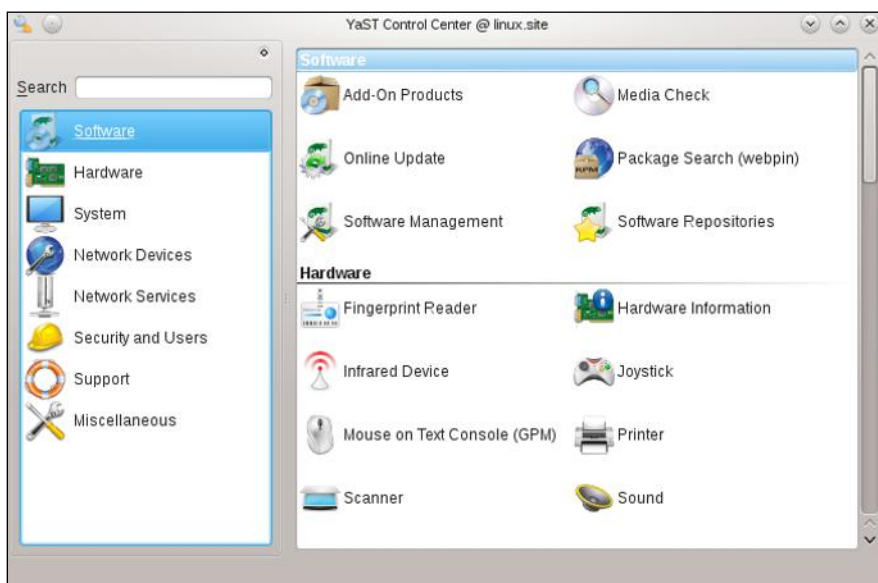 YaST Control Center @ linux.site
Search
Software
Hardware
System
Network Devices
Network Services
Security and Users
Support
Miscellaneous
Software
Add-On Products
Media Check
Online Update
Package Search (webpin)
RPM
Software Management
Software Repositories
Hardware
Fingerprint Reader
Hardware Information
Infrared Device
Joystick
Mouse on Text Console (GPM)
Printer
Scanner
Sound